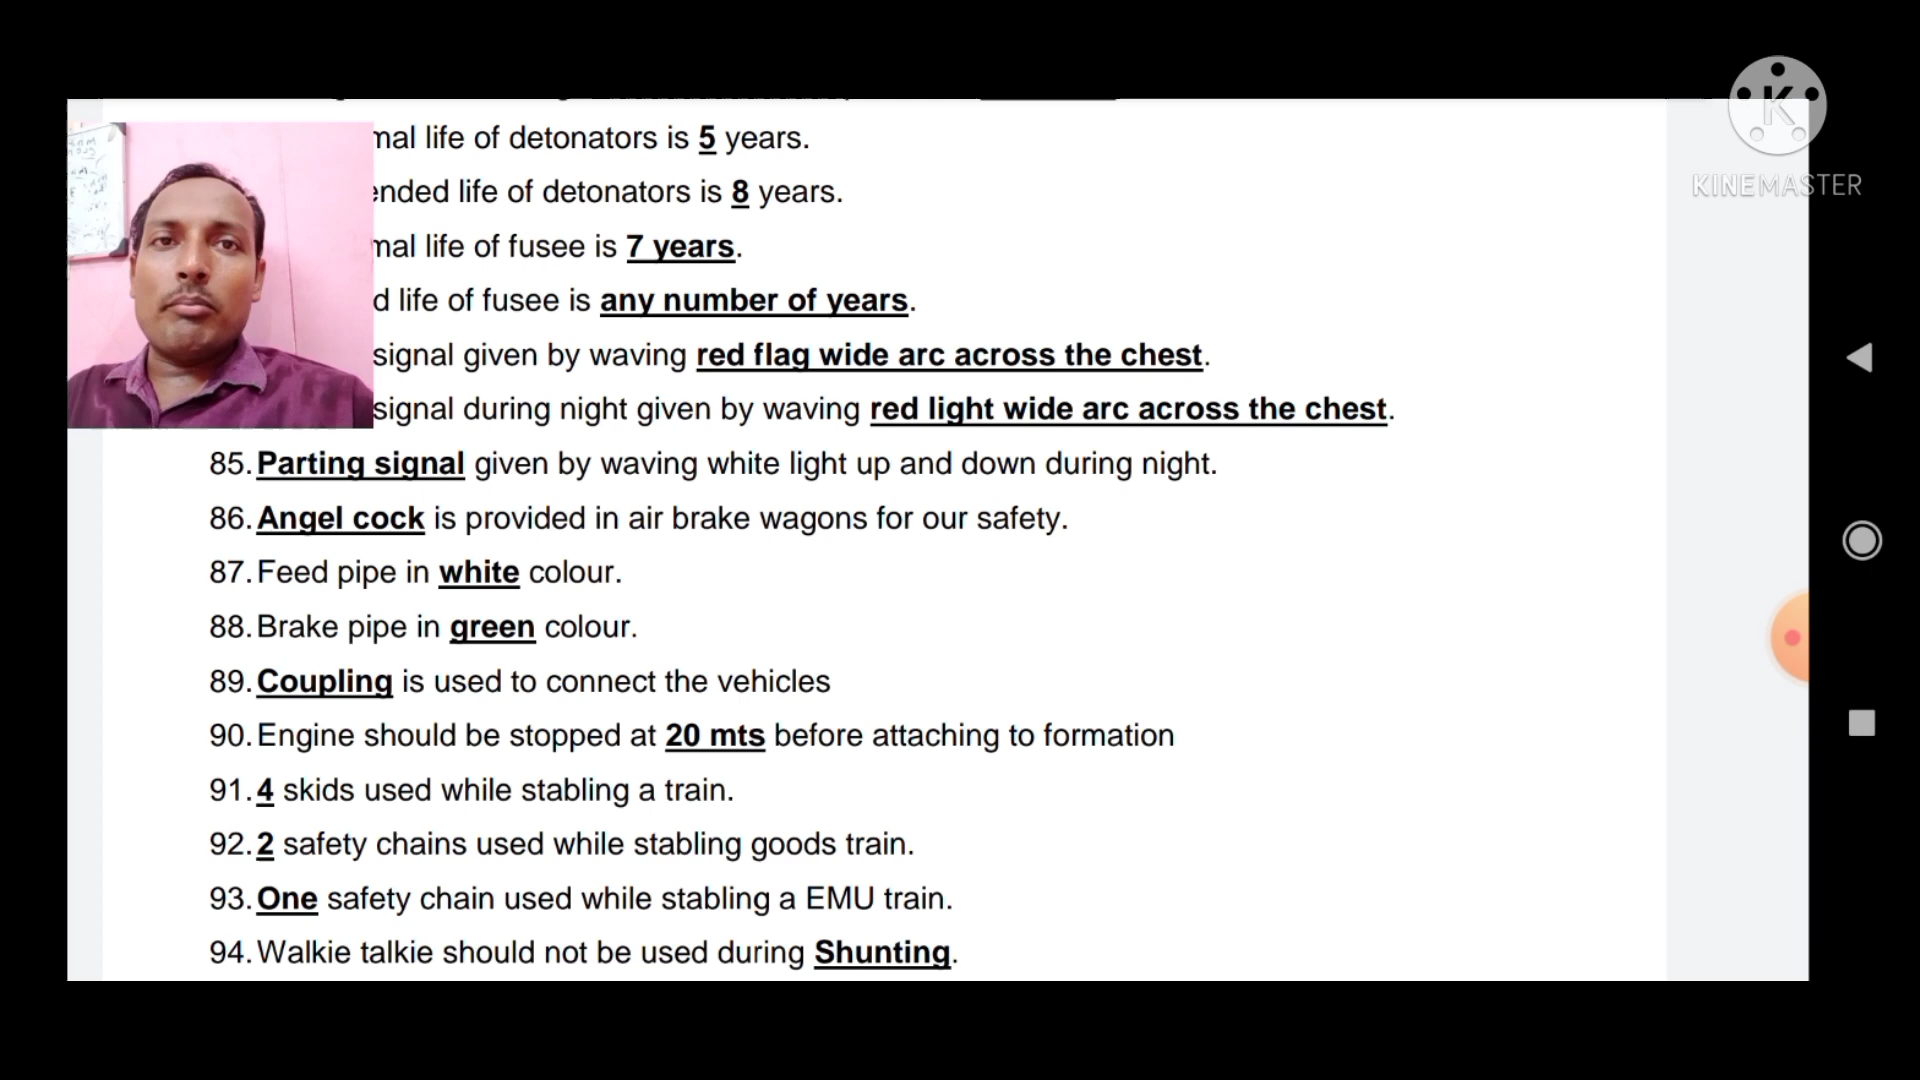 mal life of detonators is 5 years.
ended life of detonators is 8 years.
mal life of fusee is 7 years.
d life of fusee is any number of years.
signal given by waving red flag wide arc across the chest.
signal during night given by waving red light wide arc across the chest.
85. Parting signal given by waving white light up and down during night.
86. Angel cock is provided in air brake wagons for our safety.
87. Feed pipe in white colour.
88. Brake pipe in green colour.
89. Coupling is used to connect the vehicles
90. Engine should be stopped at 20 mts before attaching to formation
91. 4 skids used while stabling a train.
92. 2 safety chains used while stabling goods train.
93. One safety chain used while stabling a EMU train.
94. Walkie talkie should not be used during Shunting.
K
KINEMASTER